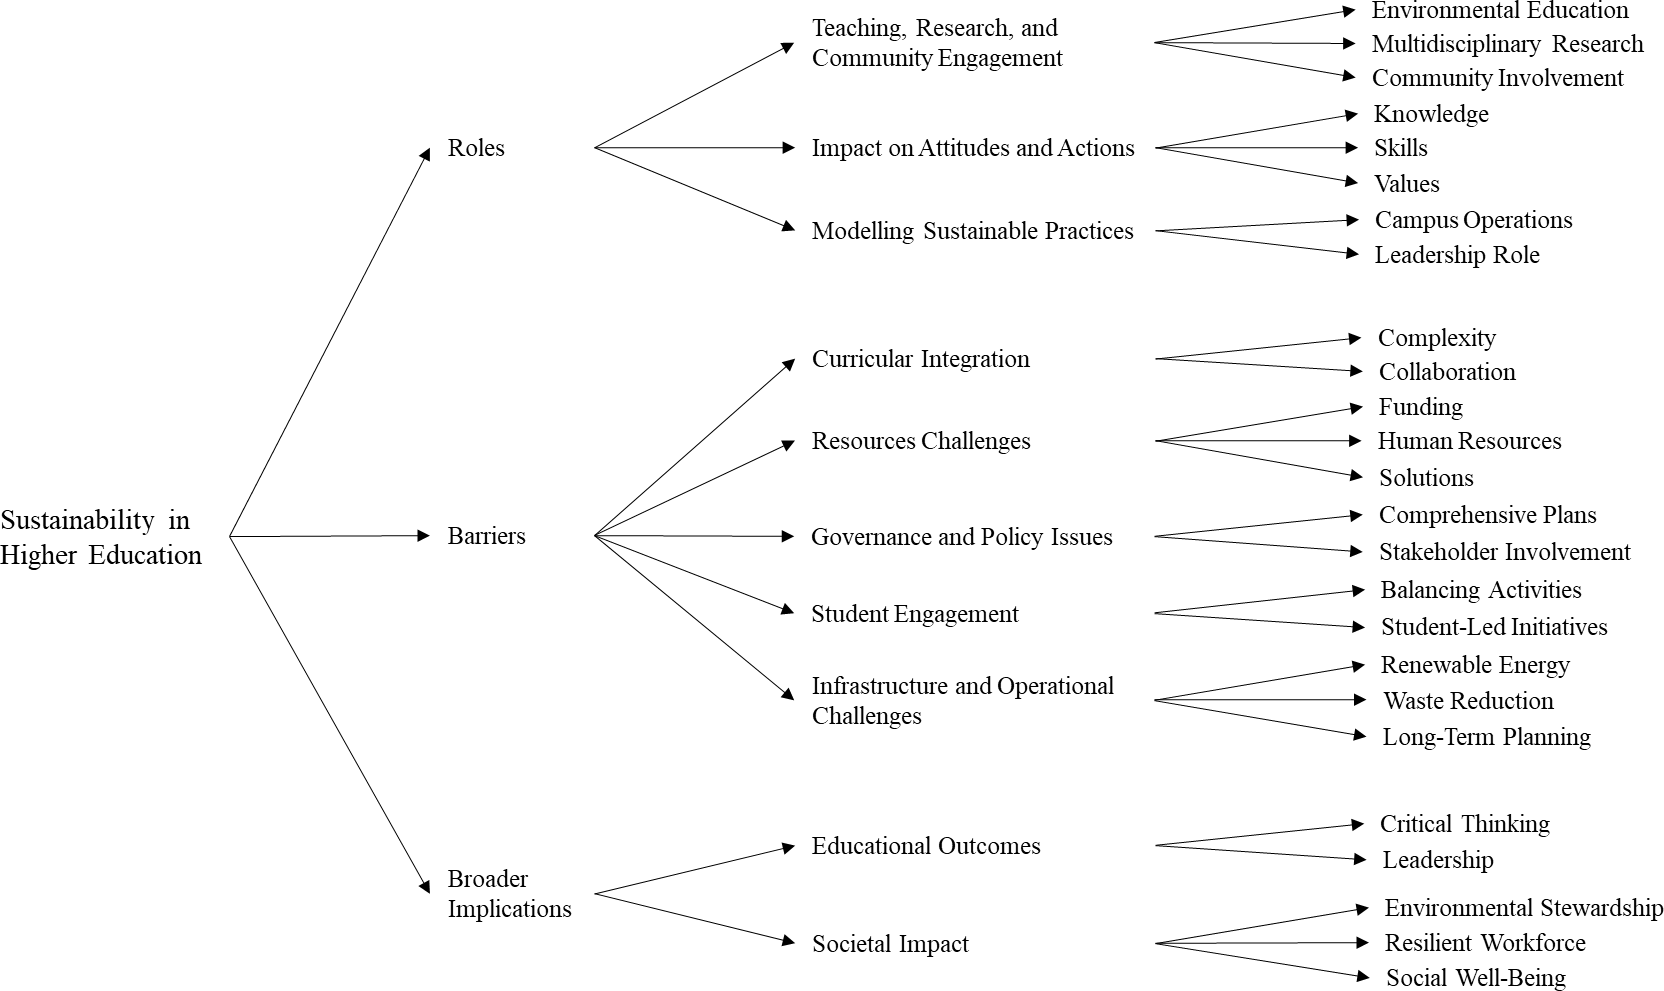 Sustainability in
Higher Education
Roles
Teaching, Research, and
Community Engagement
Environmental Education
Multidisciplinary Research
Community Involvement
Impact on Attitudes and Actions
Knowledge
Skills
Values
Modelling Sustainable Practices
Campus Operations
Leadership Role
Barriers
Curricular Integration
Complexity
Collaboration
Resources Challenges
Funding
Human Resources
Solutions
Governance and Policy Issues
Comprehensive Plans
Stakeholder Involvement
Student Engagement
Balancing Activities
Student-Led Initiatives
Infrastructure and Operational
Challenges
Renewable Energy
Waste Reduction
Long-Term Planning
Broader
Implications
Educational Outcomes
Critical Thinking
Leadership
Societal Impact
Environmental Stewardship
Resilient Workforce
Social Well-Being